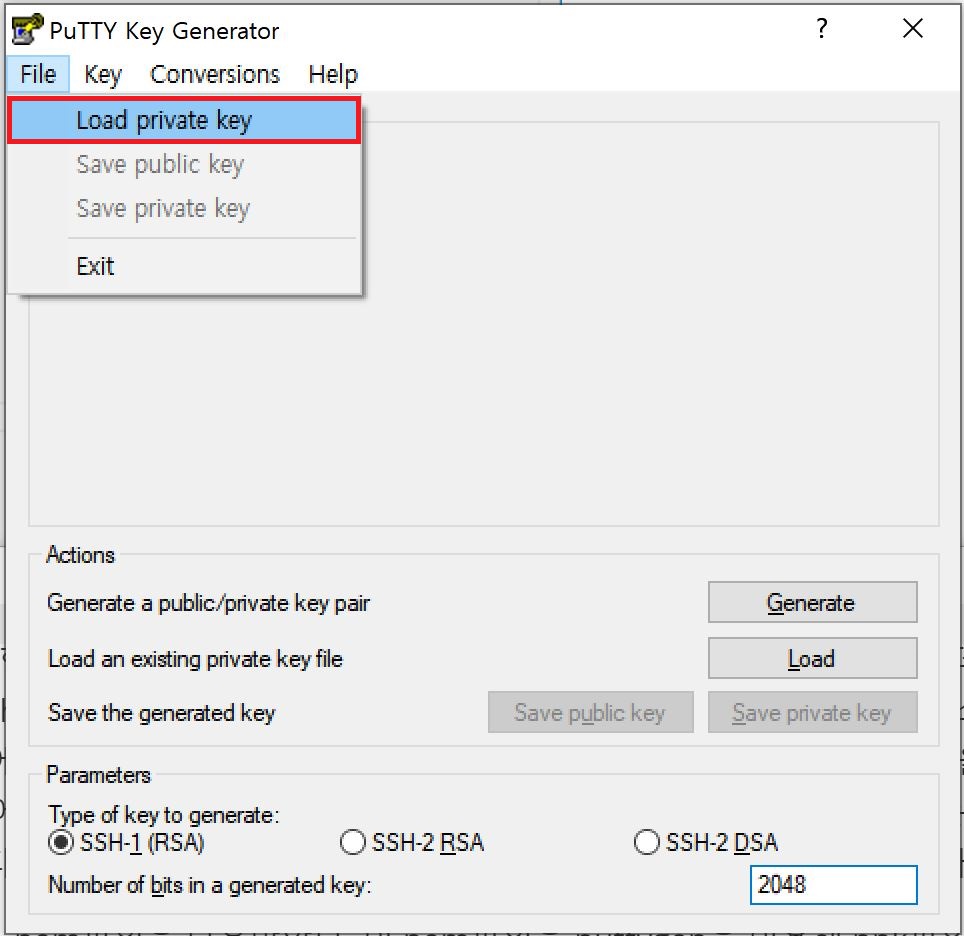 PuTTY Key Generator ?
File Key Conversions Help
Load private key
Save public key
Save private key
Exit
Actions
Generate a public/private key pair Generate
Load an existing private key file Load
Save the generated key Save public key Save private key
Parameters
Type of key to generate:
SSH-1 (RSA) SSH-2 RSA SSH-2 DSA
Number of bits in a generated key: 2048